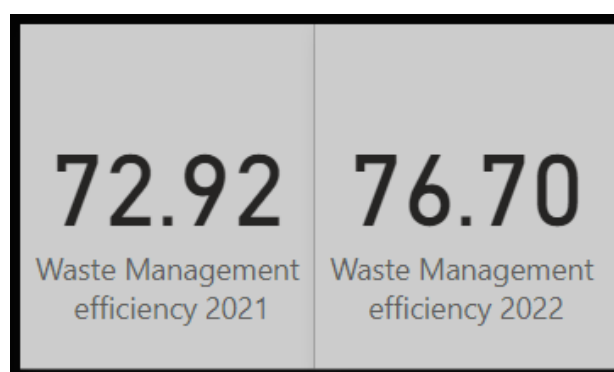 72.92
Waste Management
efficiency 2021
76.70
Waste Management
efficiency 2022